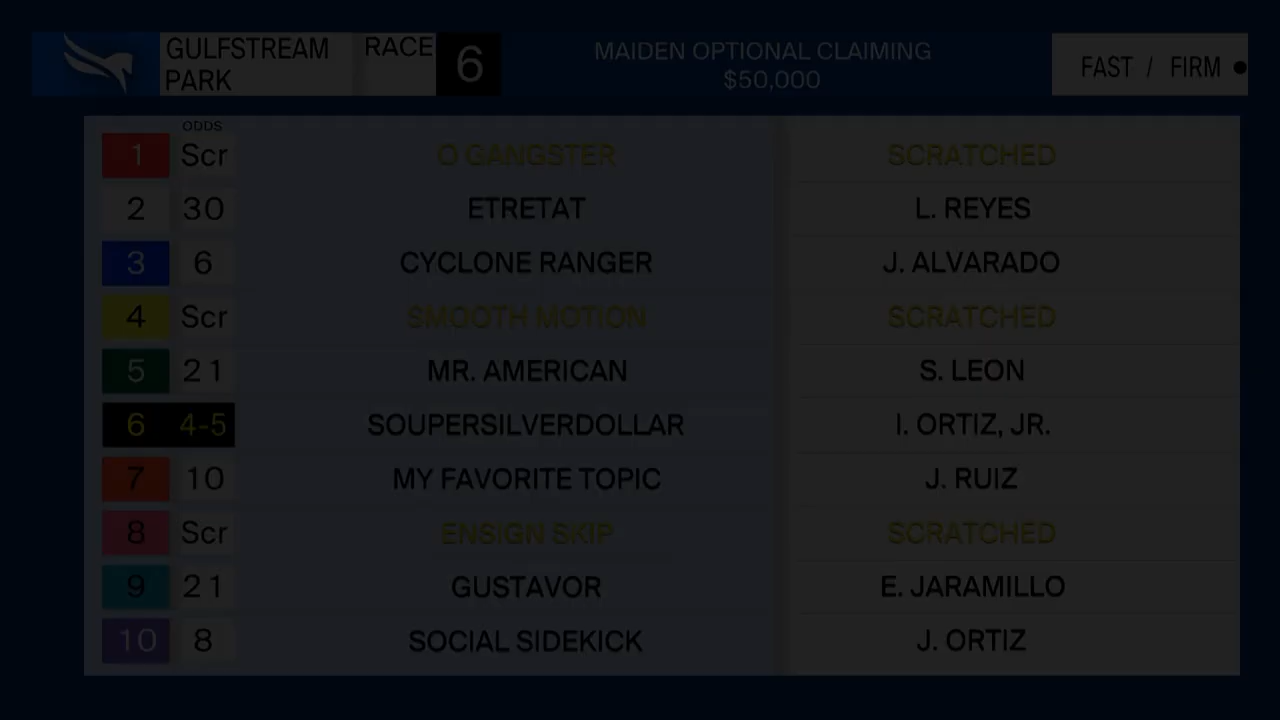 GULFSTREAM PARK RACE 6 MAIDEN OPTIONAL CLAIMING $50,000 FAST / FIRM
ODDS
1 Scr O GANGSTER SCRATCHED
2 30 ETRETAT L. REYES
3 6 CYCLONE RANGER J. ALVARADO
4 Scr SMOOTH MOTION SCRATCHED
5 21 MR. AMERICAN S. LEON
6 4-5 SOUPERSILVERDOLLAR I. ORTIZ, JR.
7 10 MY FAVORITE TOPIC J. RUIZ
8 Scr ENSIGN SKIP SCRATCHED
9 21 GUSTAVOR E. JARAMILLO
10 8 SOCIAL SIDEKICK J. ORTIZ